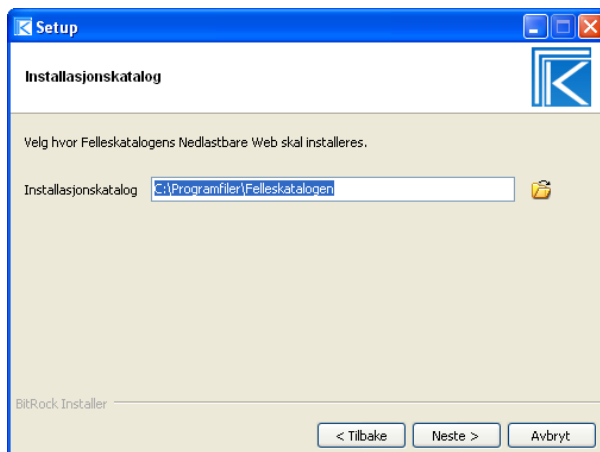 Setup
Installasjonskatalog
Velg hvor Felleskatalogens Nedlastbare Web skal installeres.
Installasjonskatalog C:\Programfiler\Felleskatalogen
BitRock Installer
< Tilbake Neste > Avbryt